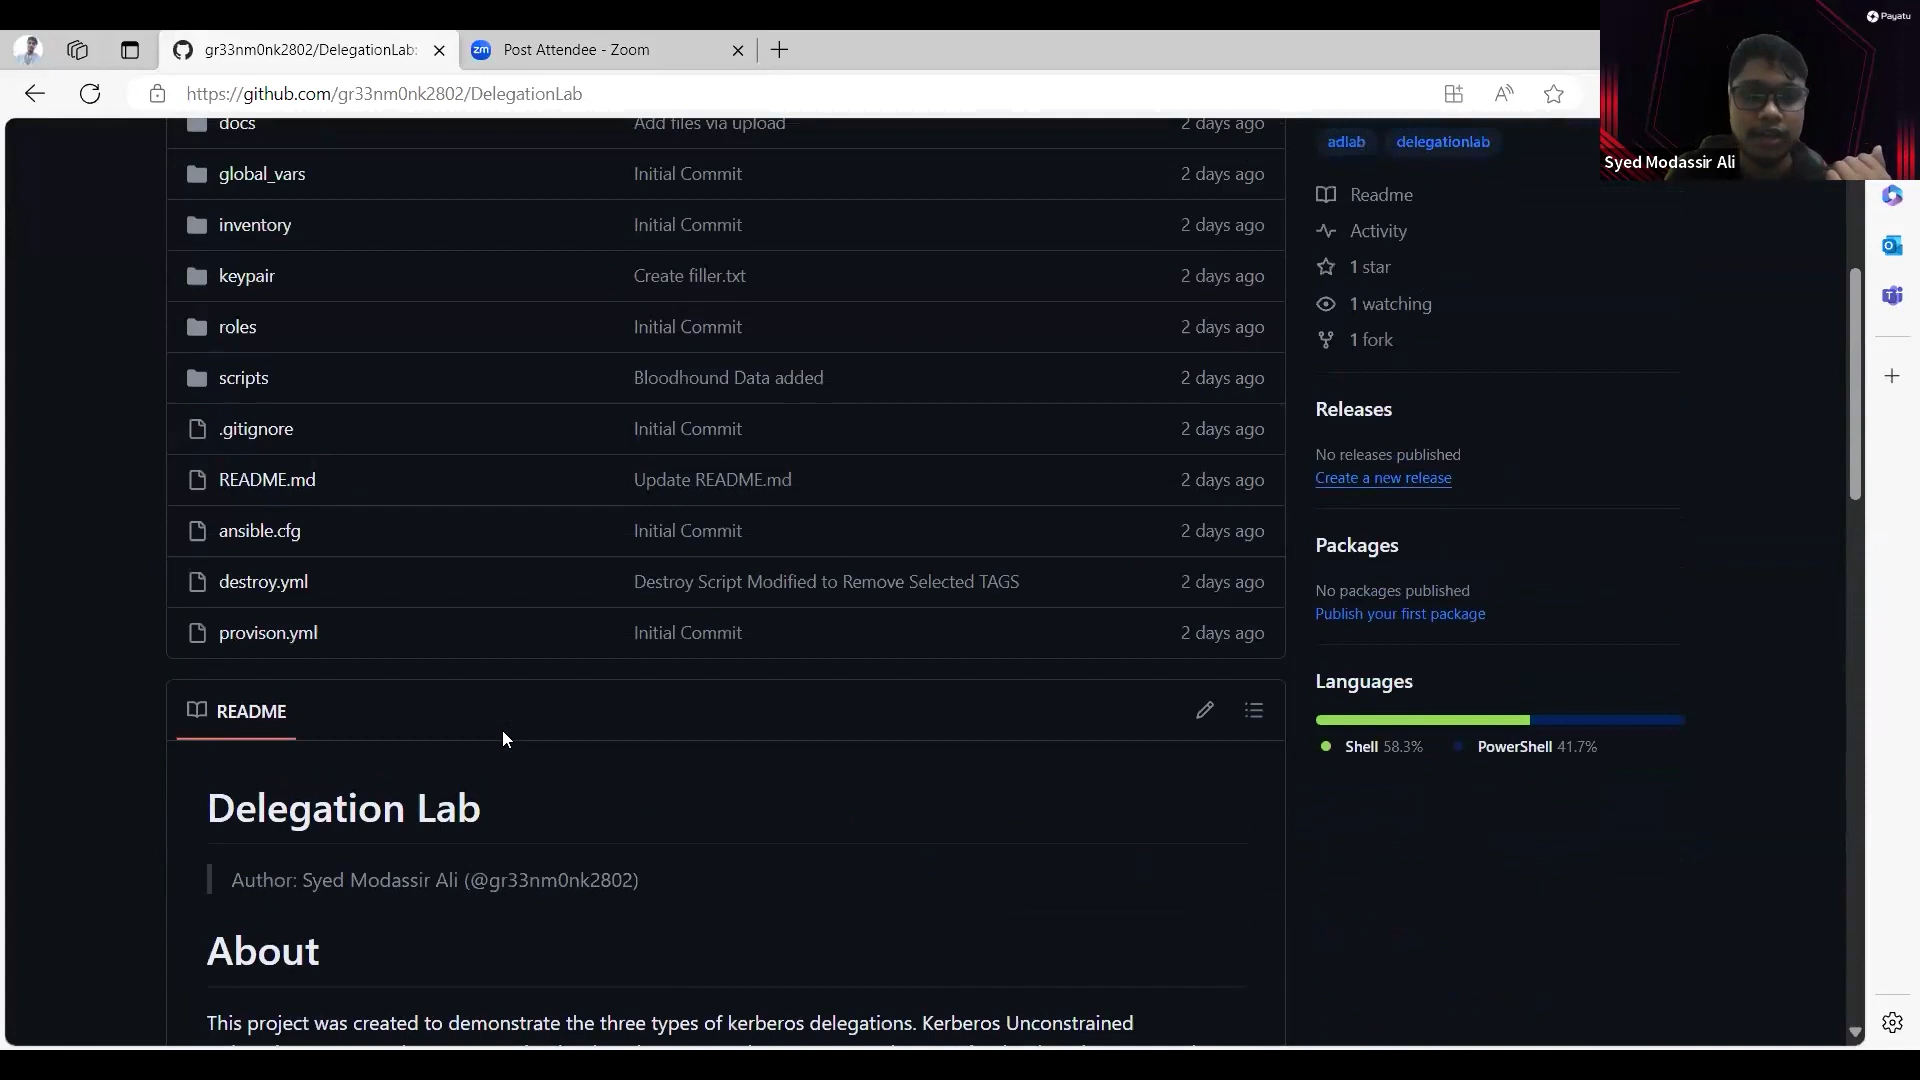 Payatu
gr33nm0nk2802/DelegationLab:
zm Post Attendee - Zoom
https://github.com/gr33nm0nk2802/DelegationLab
Syed Modassir Ali
docs Add files via upload 2 days ago
global_vars Initial Commit 2 days ago
inventory Initial Commit 2 days ago
keypair Create filler.txt 2 days ago
roles Initial Commit 2 days ago
scripts Bloodhound Data added 2 days ago
.gitignore Initial Commit 2 days ago
README.md Update README.md 2 days ago
ansible.cfg Initial Commit 2 days ago
destroy.yml Destroy Script Modified to Remove Selected TAGS 2 days ago
provison.yml Initial Commit 2 days ago
README
Delegation Lab
Author: Syed Modassir Ali (@gr33nm0nk2802)
About
This project was created to demonstrate the three types of kerberos delegations. Kerberos Unconstrained
adlab delegationlab
Readme
Activity
1 star
1 watching
1 fork
Releases
No releases published
Create a new release
Packages
No packages published
Publish your first package
Languages
Shell 58.3% PowerShell 41.7%